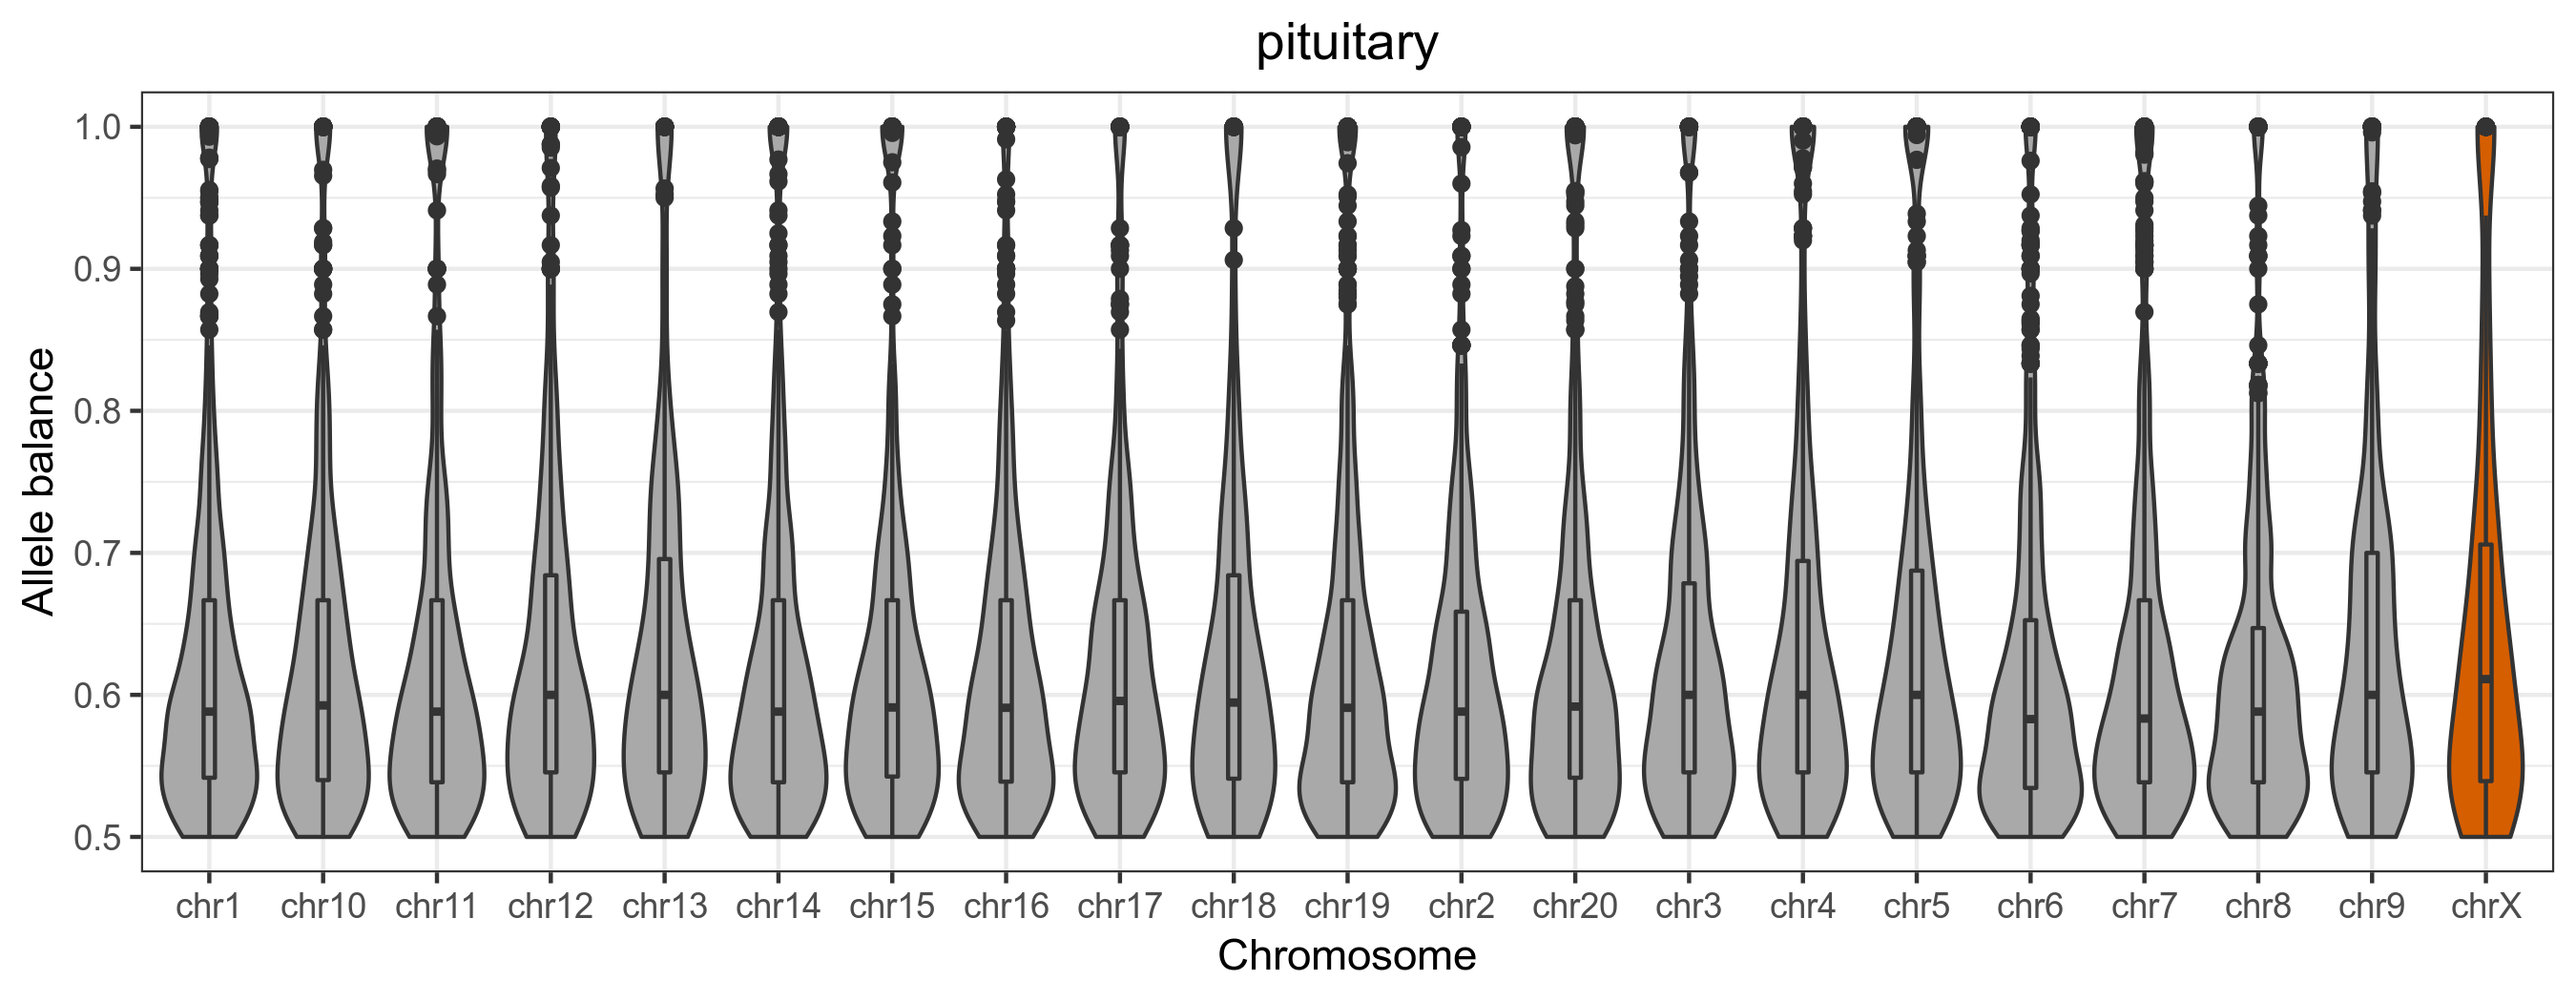 pituitary
Allele balance
1.0
0.9
0.8
0.7
0.6
0.5
chr1 chr10 chr11 chr12 chr13 chr14 chr15 chr16 chr17 chr18 chr19 chr2 chr20 chr3 chr4 chr5 chr6 chr7 chr8 chr9 chrX
Chromosome